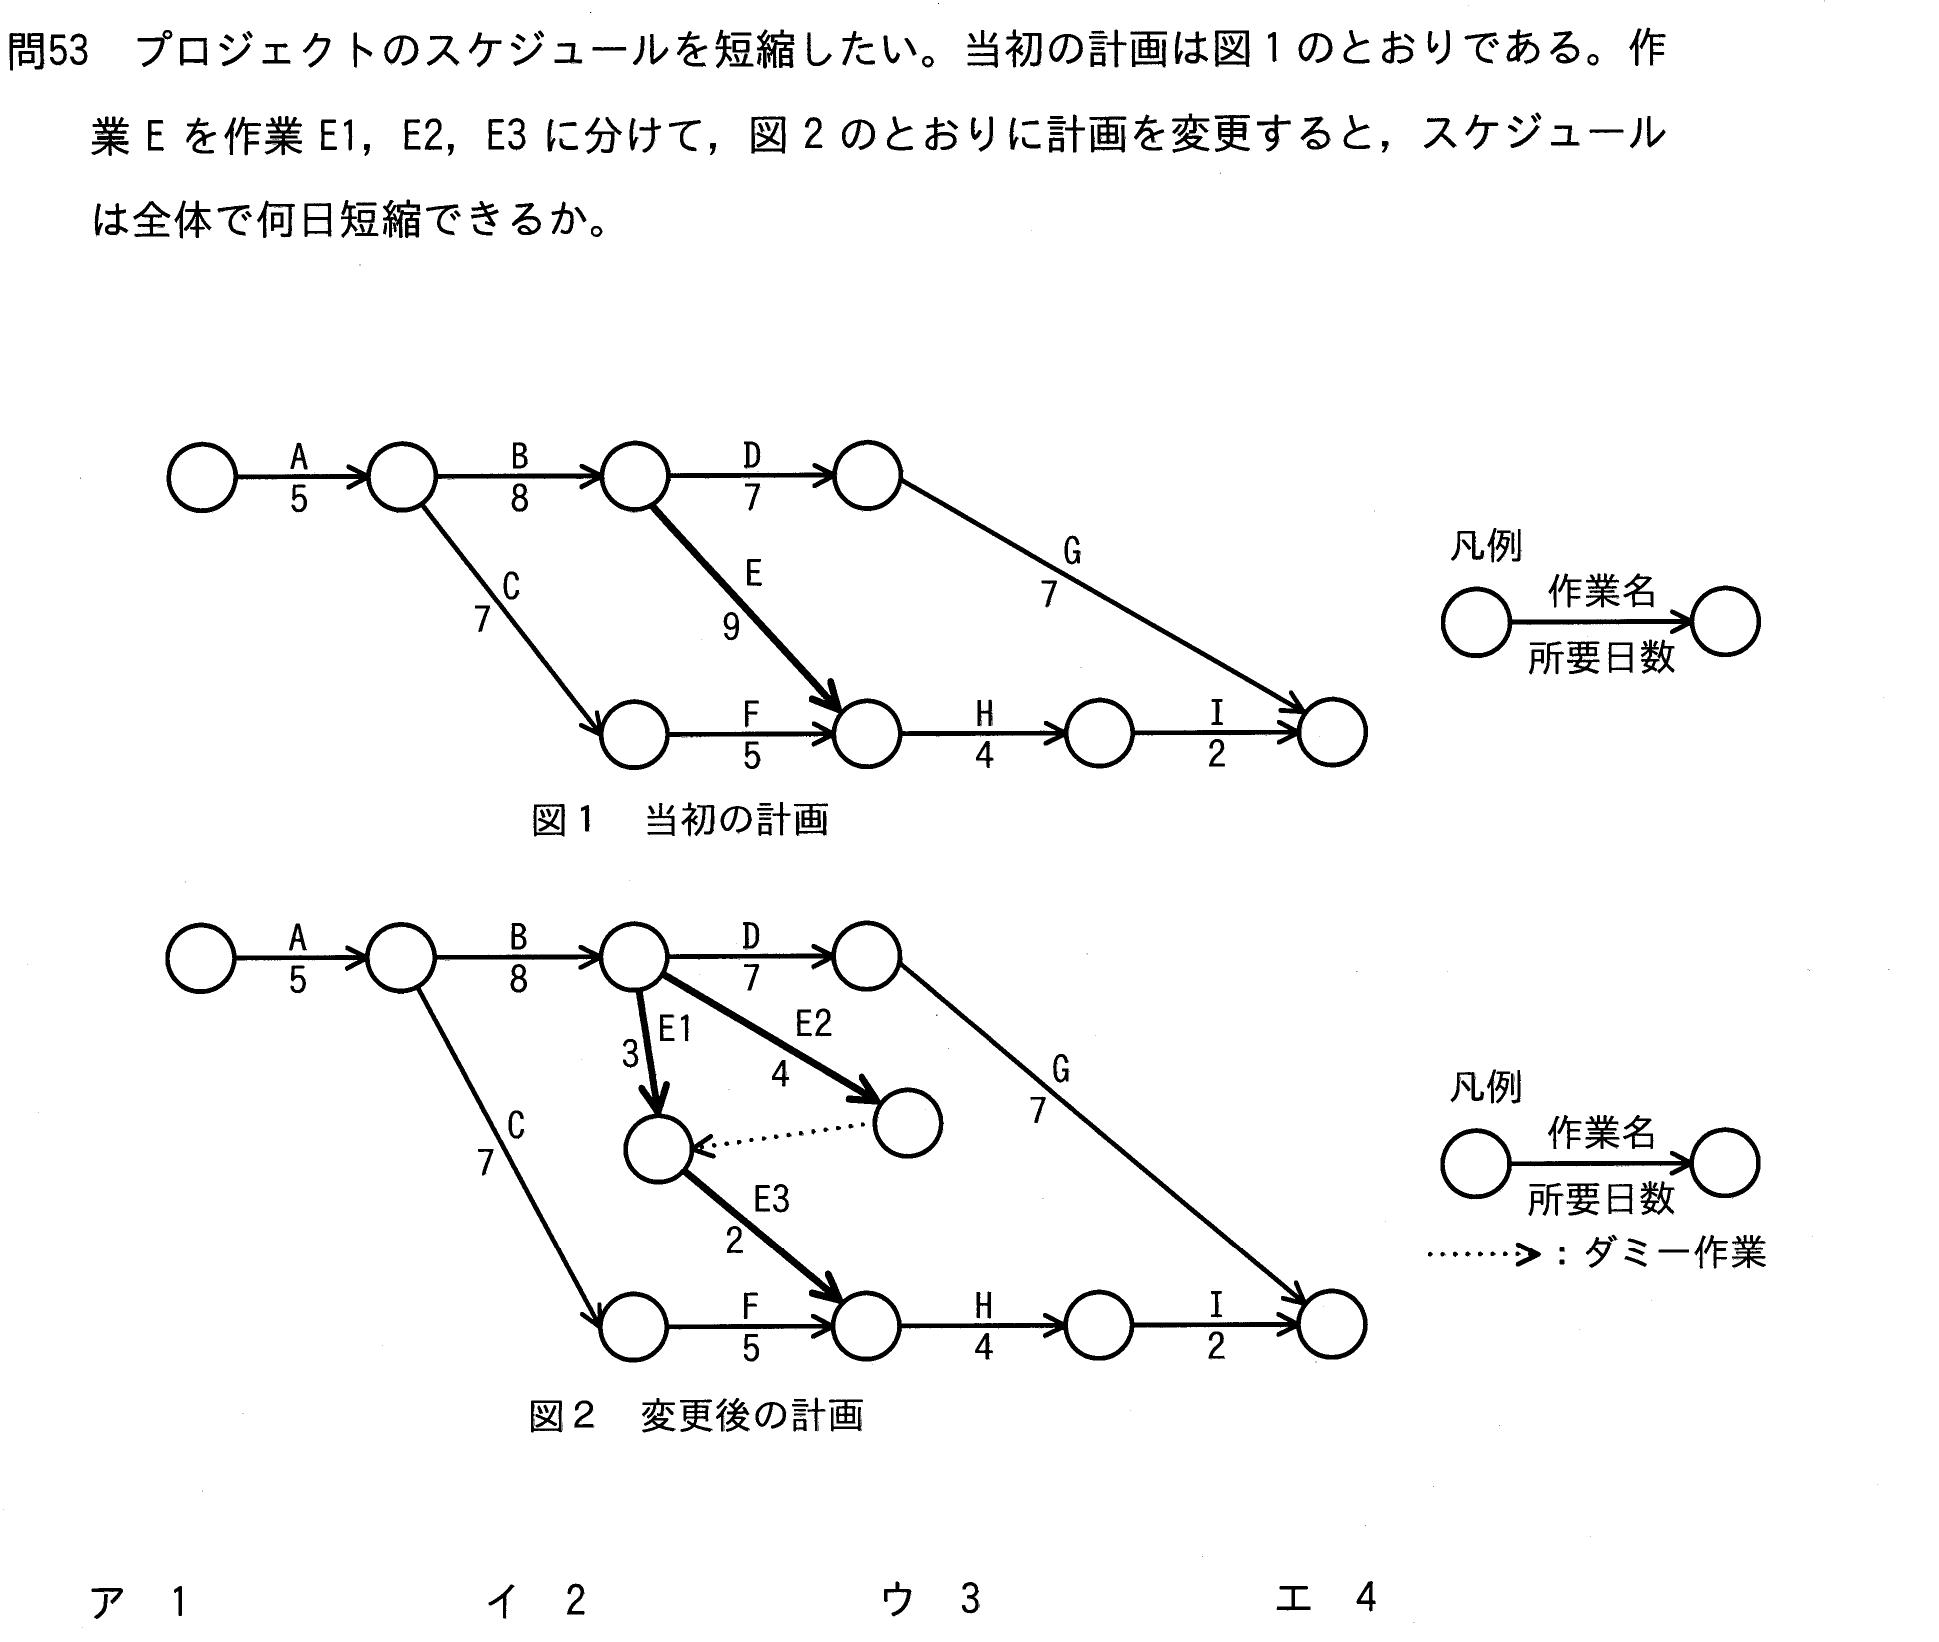 問53 プロジェクトのスケジュールを短縮したい。当初の計画は図1のとおりである。作
業Eを作業E1，E2，E3に分けて，図2のとおりに計画を変更すると，スケジュール
は全体で何日短縮できるか。
A
5
B
8
D
7
C
7
E
9
G
7
F
5
H
4
I
2
凡例
作業名
所要日数
図1 当初の計画
A
5
B
8
D
7
E1
3
E2
4
C
7
G
7
E3
2
F
5
H
4
I
2
凡例
作業名
所要日数
：ダミー作業
図2 変更後の計画
ア 1 イ 2 ウ 3 エ 4